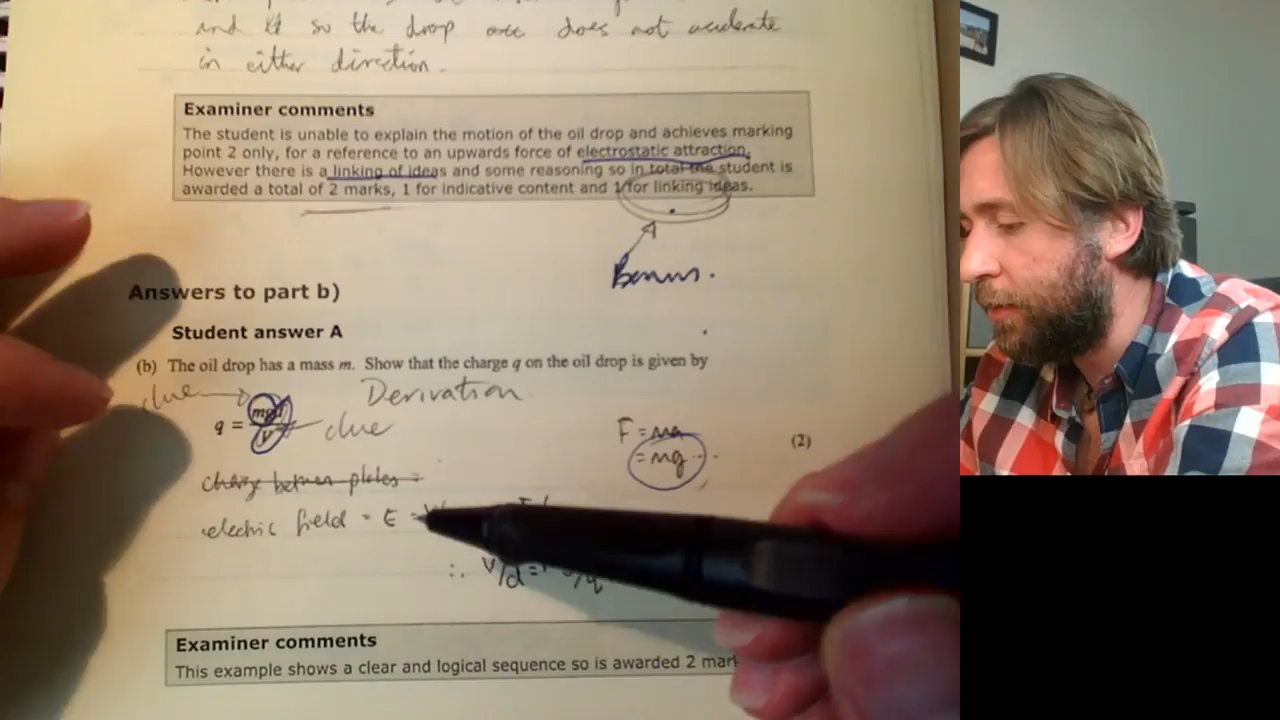 and so the drop does not accelerate
in either direction.
Examiner comments
The student is unable to explain the motion of the oil drop and achieves marking
point 2 only, for a reference to an upwards force of electrostatic attraction.
However there is a linking of ideas and some reasoning so in total the student is
awarded a total of 2 marks, 1 for indicative content and 1 for linking ideas.
Answers to part b)
Student answer A
(b) The oil drop has a mass m. Show that the charge q on the oil drop is given by
clue Derivation
q = mgd/V clue
F = ma
= mg
(2)
charge between plates =
electric field = E =
∴ V/d =
Examiner comments
This example shows a clear and logical sequence so is awarded 2